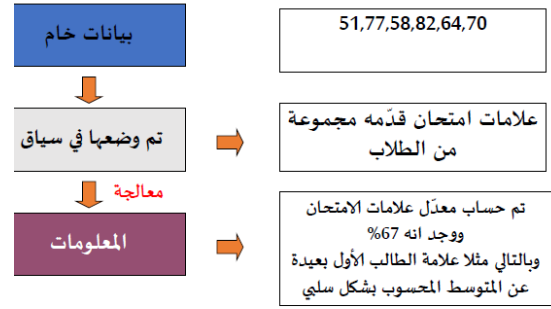 بيانات خام
51,77,58,82,64,70
تم وضعها في سياق
علامات امتحان قدّمه مجموعة
من الطلاب
معالجة
المعلومات
تم حساب معدّل علامات الامتحان
ووجد انه 67%
وبالتالي مثلا علامة الطالب الأول بعيدة
عن المتوسط المحسوب بشكل سلبي